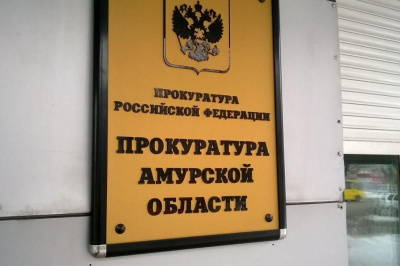 ПРОКУРАТУРА
РОССИЙСКОЙ ФЕДЕРАЦИИ
ПРОКУРАТУРА
АМУРСКОЙ
ОБЛАСТИ